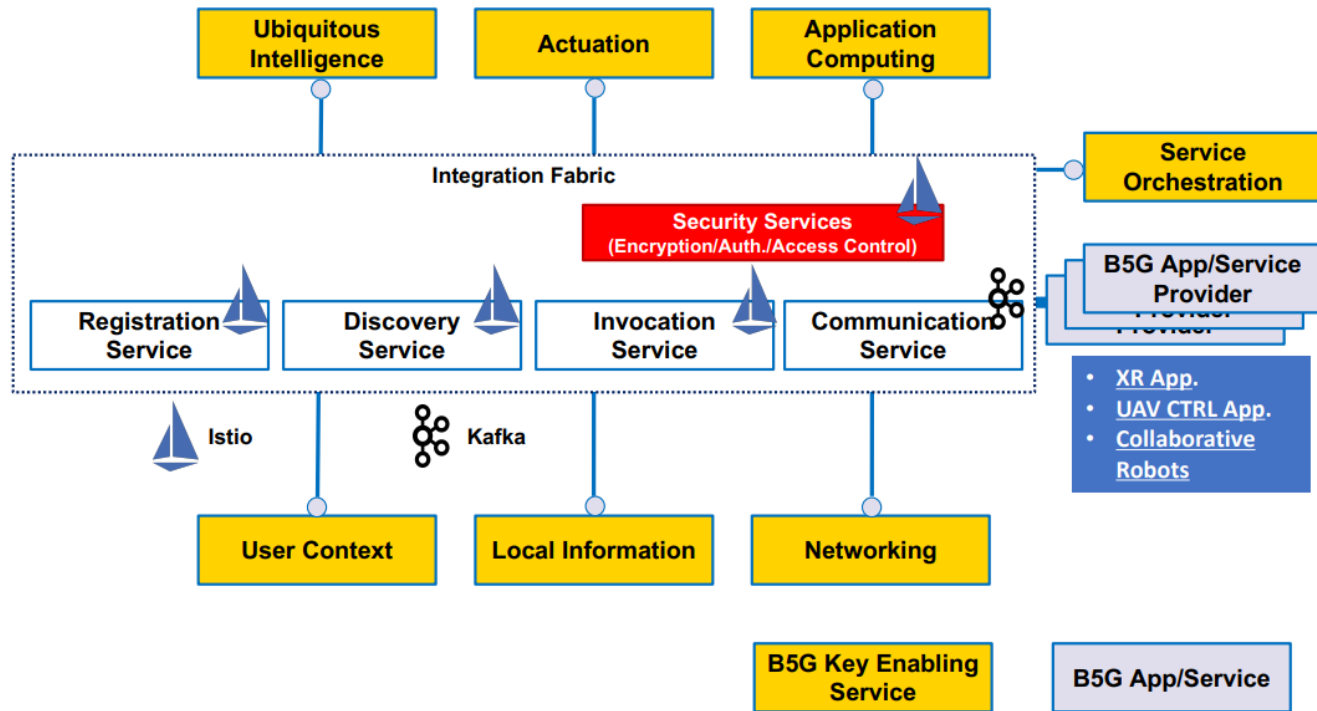 Ubiquitous
Intelligence
Actuation
Application
Computing
Integration Fabric
Service
Orchestration
Security Services
(Encryption/Auth./Access Control)
B5G App/Service
Provider
Provider
Provider
Registration
Service
Discovery
Service
Invocation
Service
Communication
Service
• XR App.
• UAV CTRL App.
• Collaborative
Robots
Istio
Kafka
User Context
Local Information
Networking
B5G Key Enabling
Service
B5G App/Service